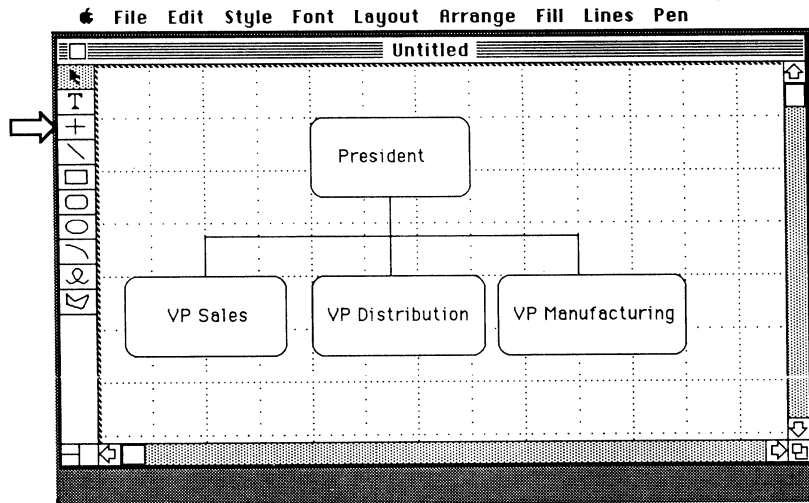 File Edit Style Font Layout Arrange Fill Lines Pen
Untitled
T
President
VP Sales VP Distribution VP Manufacturing